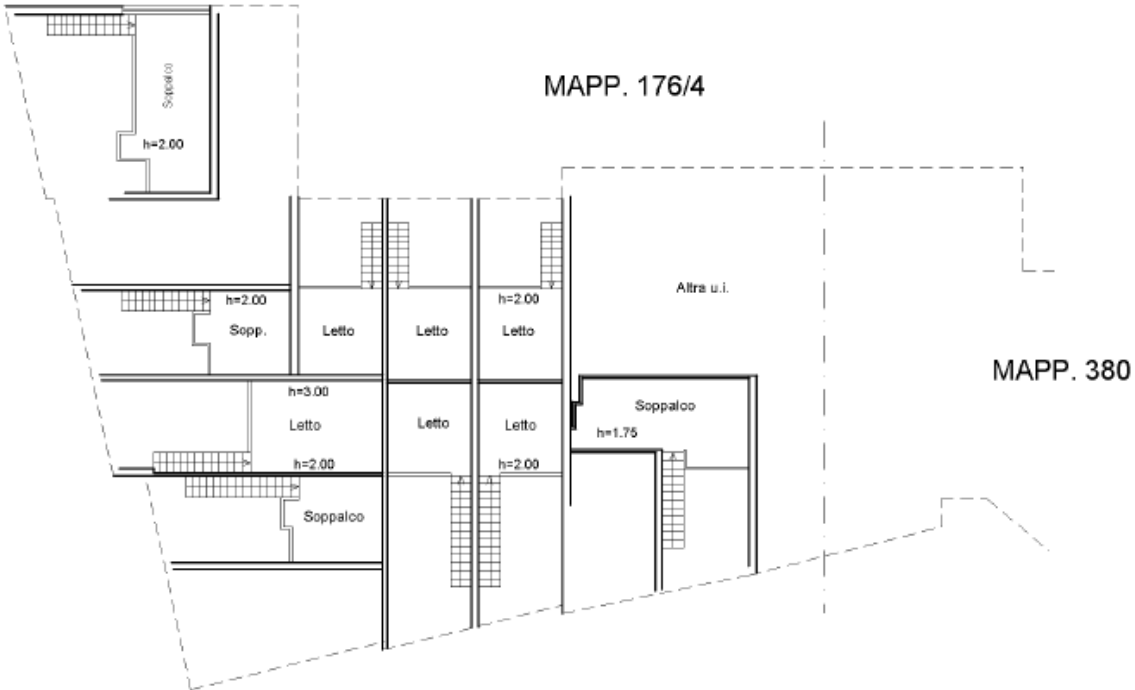 MAPP. 176/4
Soppalco
h=2.00
Altra u.i.
h=2.00
h=2.00
Sopp.
Letto
Letto
Letto
MAPP. 380
h=3.00
Soppalco
Letto
Letto
Letto
h=1.75
h=2.00
h=2.00
Soppalco